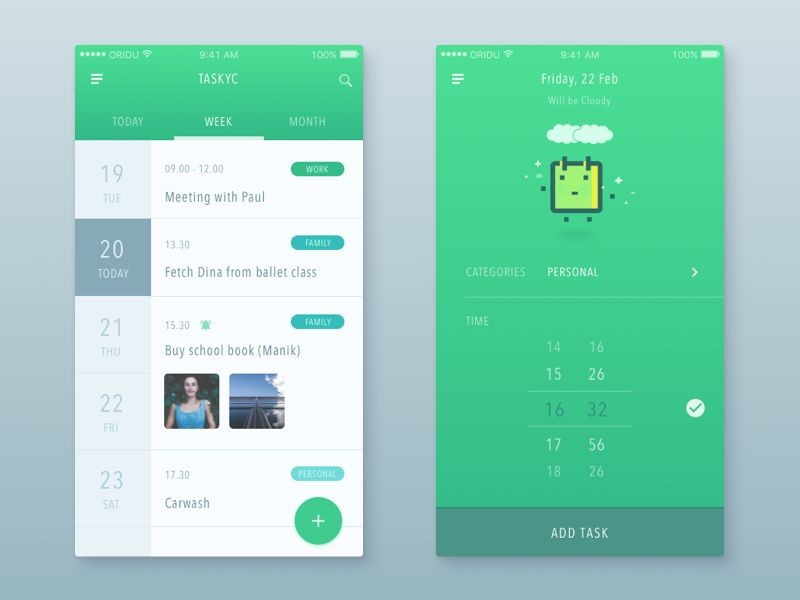 ORIDU 9:41 AM 100%
TASKYC
TODAY WEEK MONTH
19
TUE
09.00 - 12.00 WORK
Meeting with Paul
20
TODAY
13.30 FAMILY
Fetch Dina from ballet class
21
THU
15.30 FAMILY
Buy school book (Manik)
22
FRI
23
SAT
17.30 PERSONAL
Carwash
+
ORIDU 9:41 AM 100%
Friday, 22 Feb
Will be Cloudy
CATEGORIES PERSONAL
TIME
14 16
15 26
16 32
17 56
18 26
ADD TASK